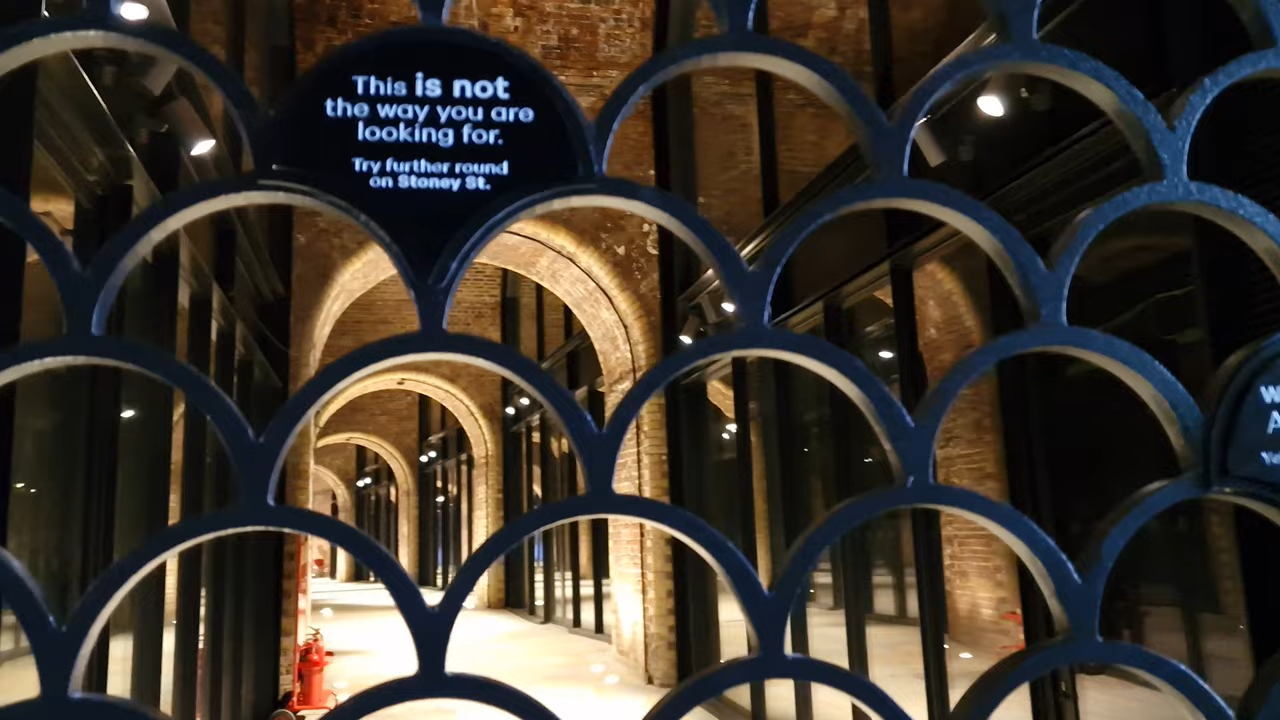 This is not
the way you are
looking for.
Try further round
on Stoney St.